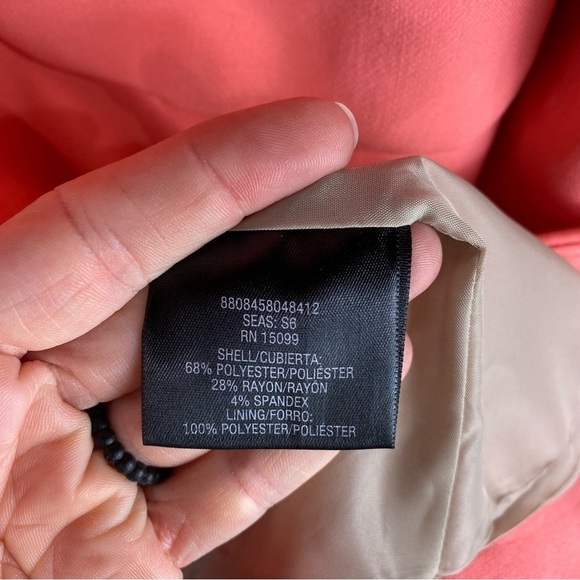 8808458048412
SEAS: S6
RN 15099
SHELL/CUBIERTA:
68% POLYESTER/POLIÉSTER
28% RAYON/RAYÓN
4% SPANDEX
LINING/FORRO:
100% POLYESTER/POLIÉSTER